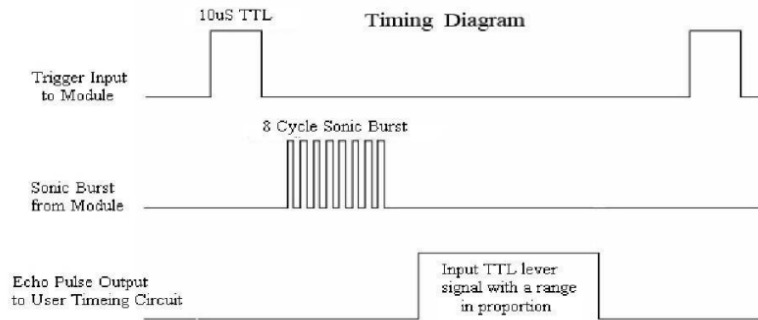 10uS TTL
Timing Diagram
Trigger Input
to Module
8 Cycle Sonic Burst
Sonic Burst
from Module
Echo Pulse Output
to User Timeing Circuit
Input TTL lever
signal with a range
in proportion